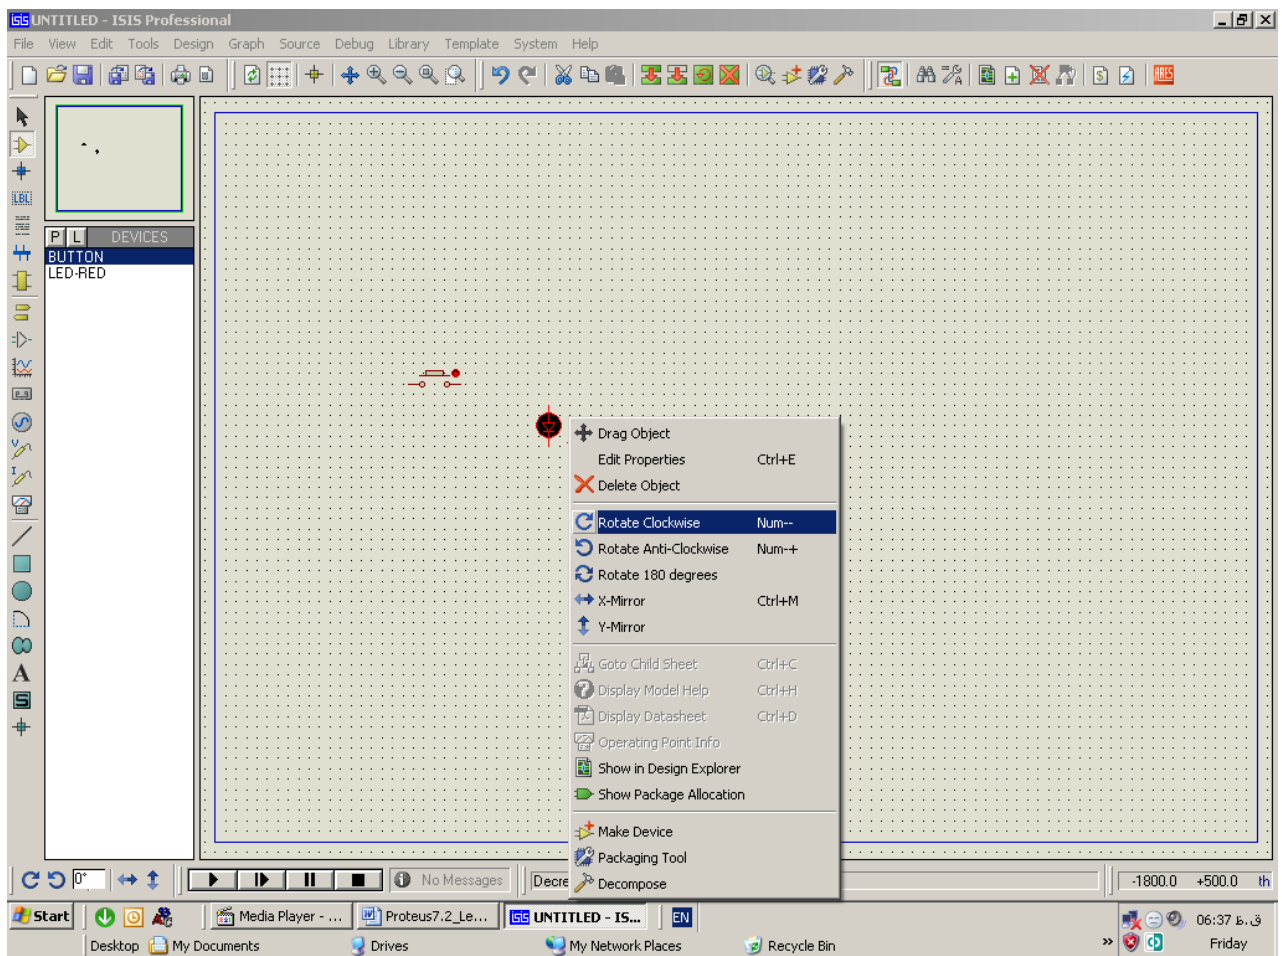 isis UNTITLED - ISIS Professional
File View Edit Tools Design Graph Source Debug Library Template System Help
ARES
LBL
P L DEVICES
BUTTON
LED-RED
Drag Object
Edit Properties Ctrl+E
Delete Object
Rotate Clockwise Num--
Rotate Anti-Clockwise Num-+
Rotate 180 degrees
X-Mirror Ctrl+M
Y-Mirror
Goto Child Sheet Ctrl+C
Display Model Help Ctrl+H
Display Datasheet Ctrl+D
Operating Point Info
Show in Design Explorer
Show Package Allocation
Make Device
Packaging Tool
Decompose
V
I
A
S
0° No Messages Decre -1800.0 +500.0 th
Start Media Player - ... Proteus7.2_Le... isis UNTITLED - IS... EN 06:37 ق.ظ
Desktop My Documents Drives My Network Places Recycle Bin » Friday